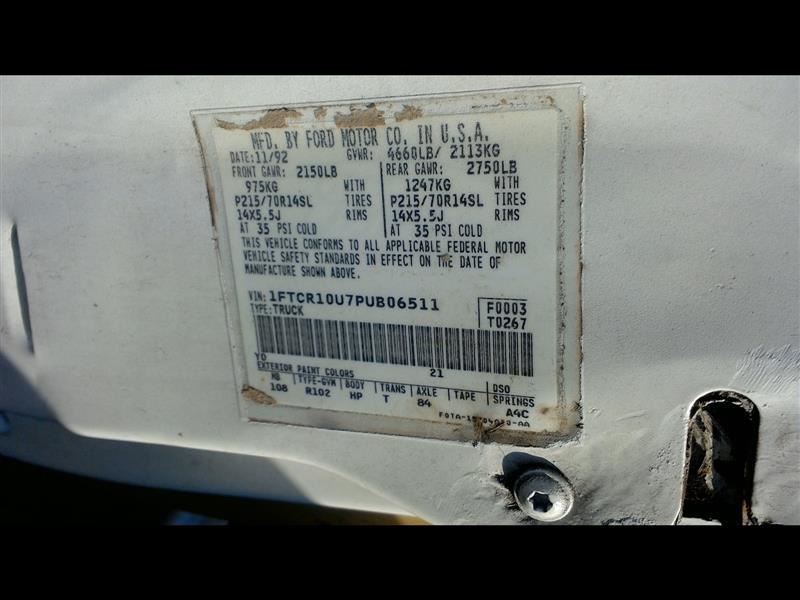 MFD. BY FORD MOTOR CO. IN U.S.A.
DATE: 11/92 GVWR: 4660LB/ 2113KG
FRONT GAWR: 2150LB REAR GAWR: 2750LB
975KG WITH 1247KG WITH
P215/70R14SL TIRES P215/70R14SL TIRES
14X5.5J RIMS 14X5.5J RIMS
AT 35 PSI COLD AT 35 PSI COLD
THIS VEHICLE CONFORMS TO ALL APPLICABLE FEDERAL MOTOR
VEHICLE SAFETY STANDARDS IN EFFECT ON THE DATE OF
MANUFACTURE SHOWN ABOVE.
VIN: 1FTCR10U7PUB06511 F0003
TYPE: TRUCK T0267
YO 21
EXTERIOR PAINT COLORS DSO
WB TYPE-GVW BODY TRANS AXLE TAPE SPRINGS
108 R102 HP T 84 A4C